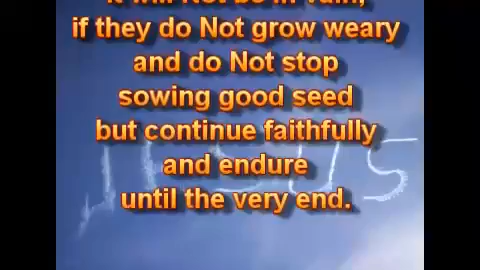 it will Not be in vain,
if they do Not grow weary
and do Not stop
sowing good seed
but continue faithfully
and endure
until the very end.
JESUS